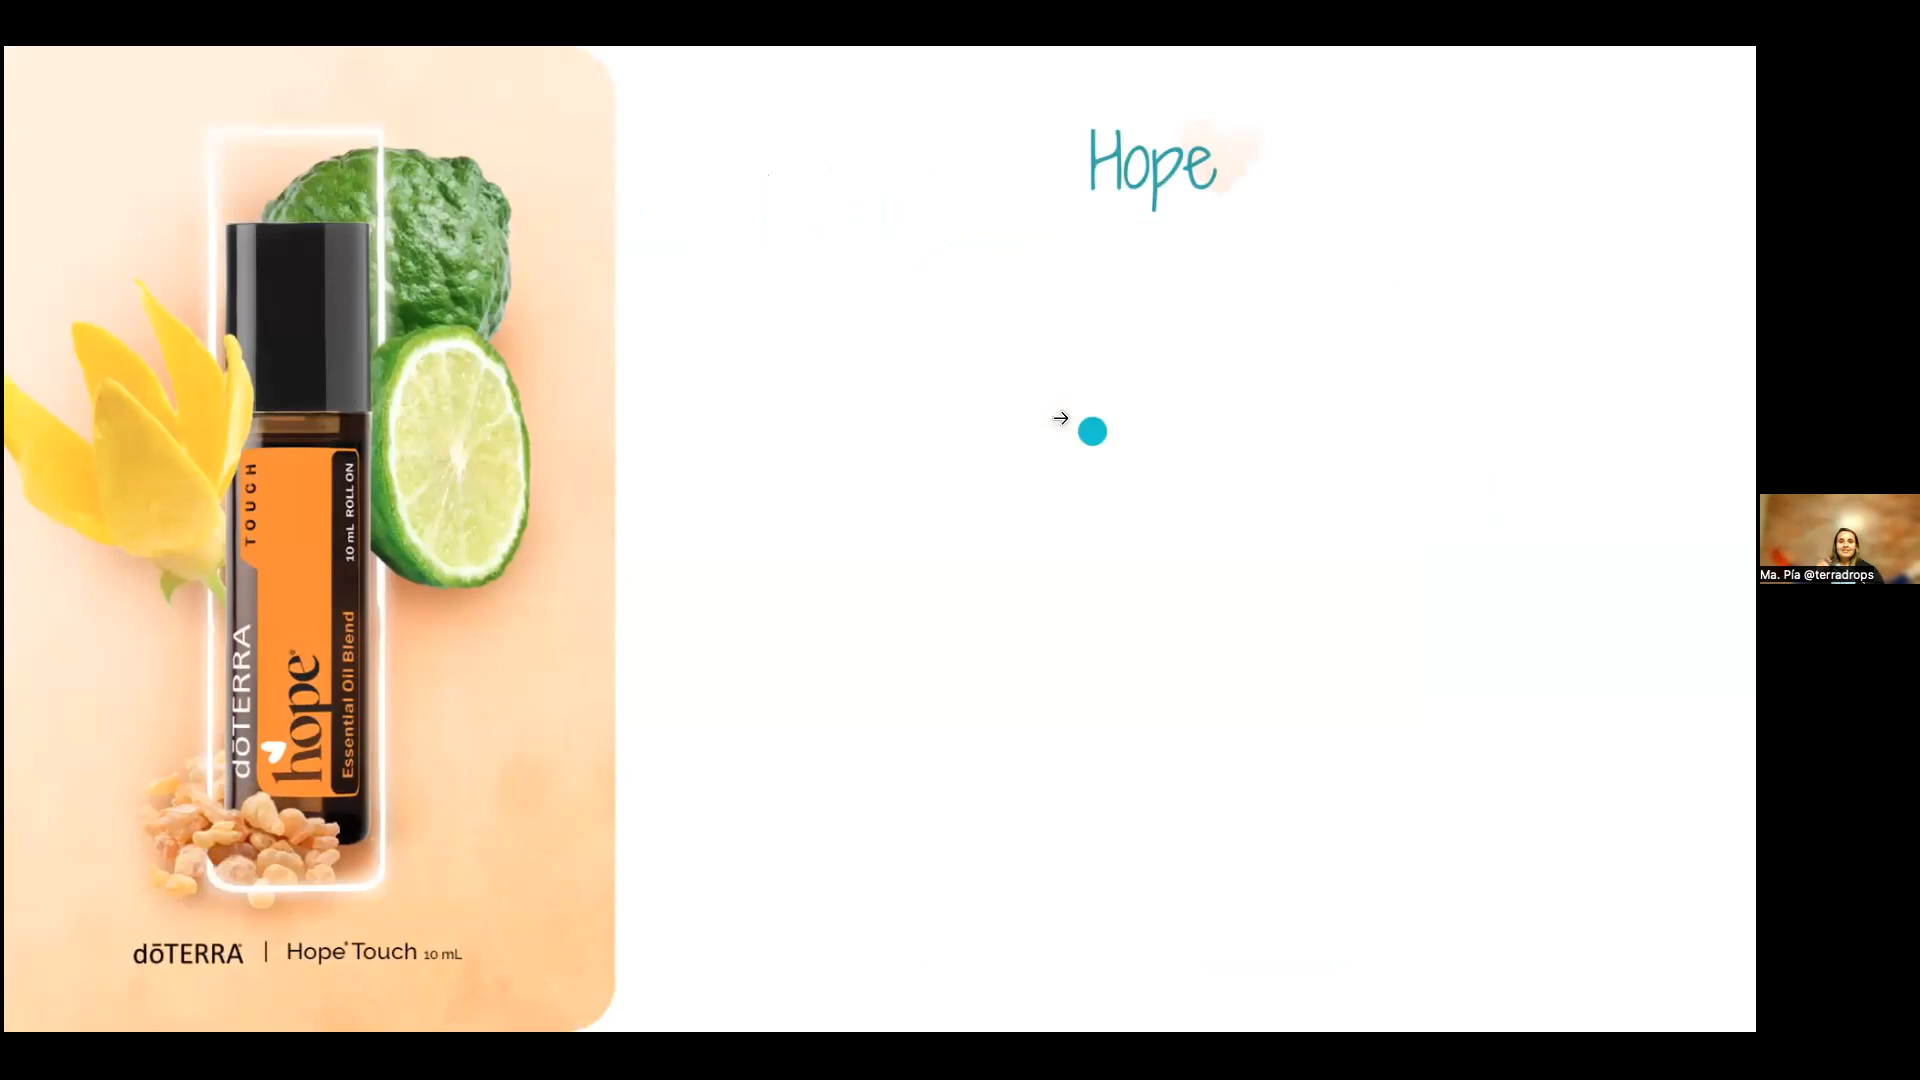 Hope
TOUCH
10 mL ROLL ON
dōTERRA
hope®
Essential Oil Blend
dōTERRA | Hope® Touch 10 mL
Ma. Pía @terradrops